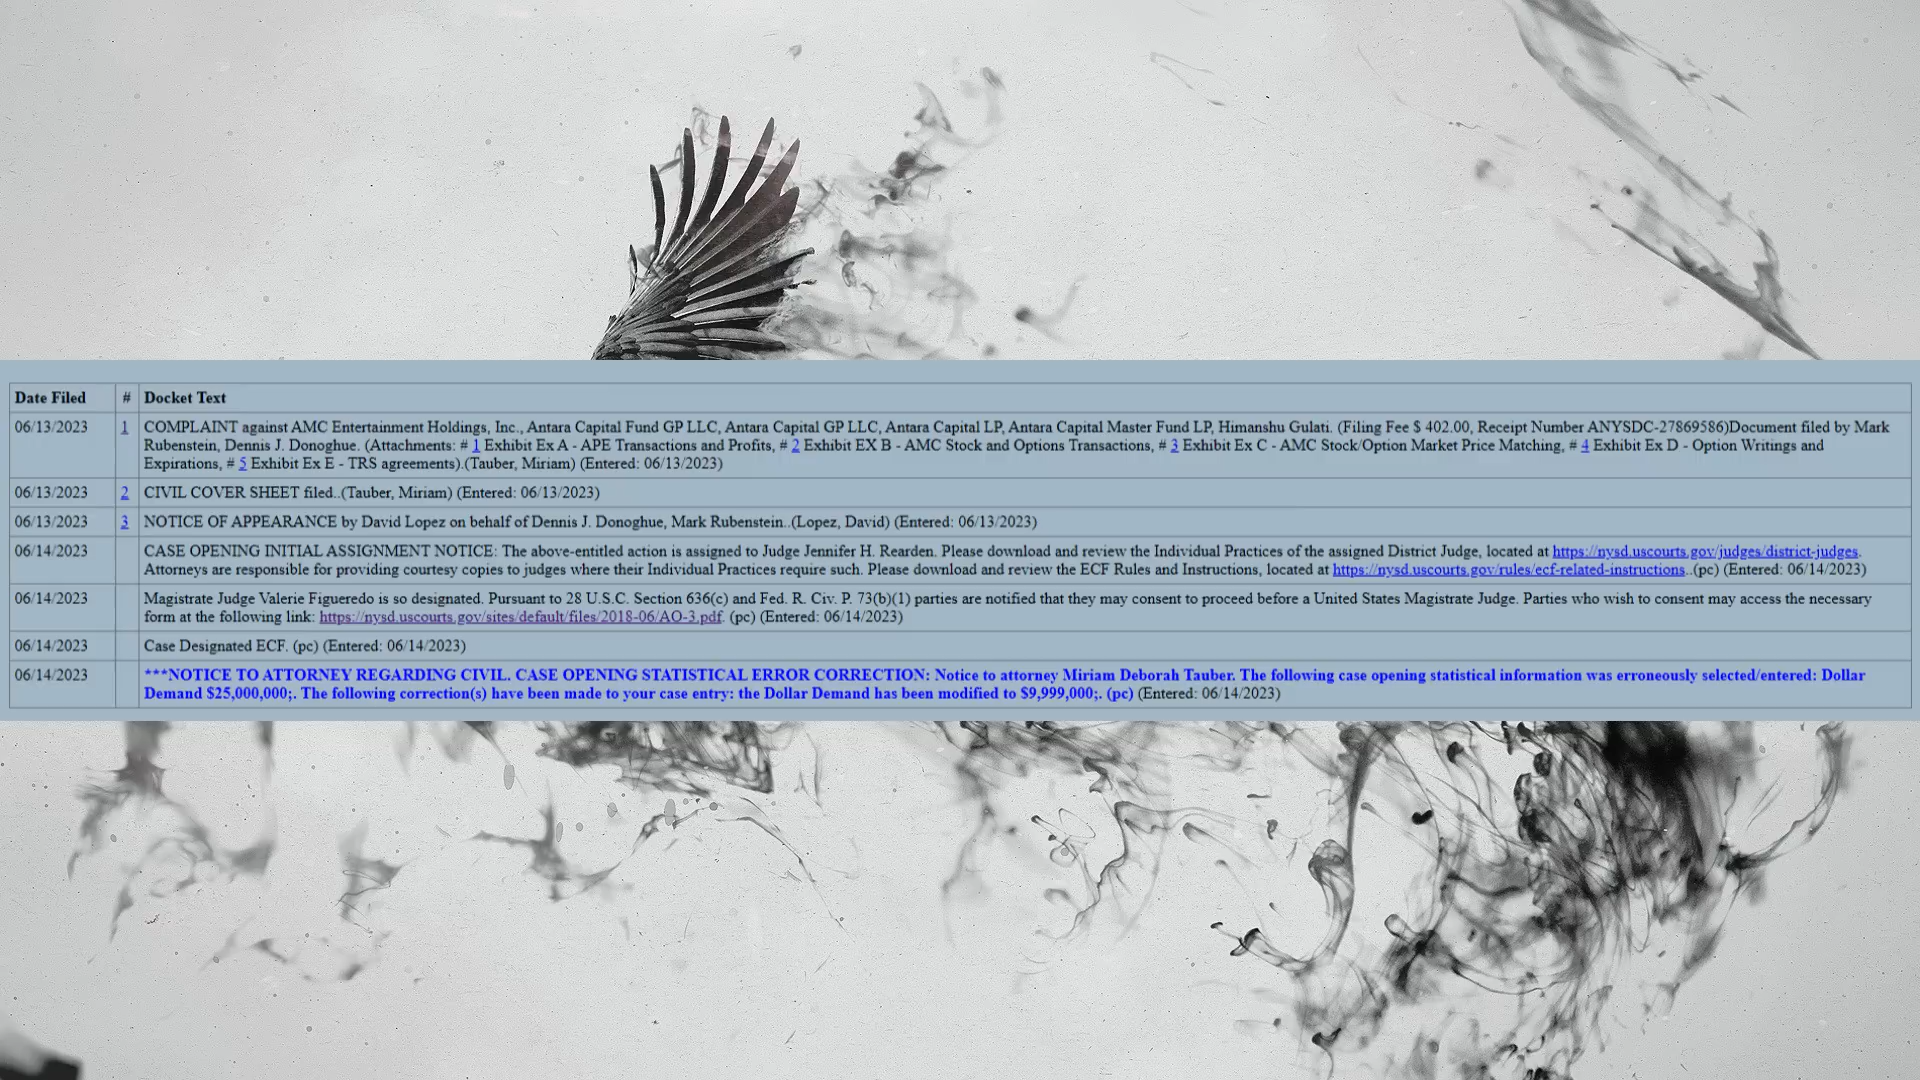 Date Filed # Docket Text
06/13/2023 1 COMPLAINT against AMC Entertainment Holdings, Inc., Antara Capital Fund GP LLC, Antara Capital GP LLC, Antara Capital LP, Antara Capital Master Fund LP, Himanshu Gulati. (Filing Fee $ 402.00, Receipt Number ANYSDC-27869586)Document filed by Mark
Rubenstein, Dennis J. Donoghue. (Attachments: # 1 Exhibit Ex A - APE Transactions and Profits, # 2 Exhibit EX B - AMC Stock and Options Transactions, # 3 Exhibit Ex C - AMC Stock/Option Market Price Matching, # 4 Exhibit Ex D - Option Writings and
Expirations, # 5 Exhibit Ex E - TRS agreements).(Tauber, Miriam) (Entered: 06/13/2023)
06/13/2023 2 CIVIL COVER SHEET filed..(Tauber, Miriam) (Entered: 06/13/2023)
06/13/2023 3 NOTICE OF APPEARANCE by David Lopez on behalf of Dennis J. Donoghue, Mark Rubenstein..(Lopez, David) (Entered: 06/13/2023)
06/14/2023 CASE OPENING INITIAL ASSIGNMENT NOTICE: The above-entitled action is assigned to Judge Jennifer H. Rearden. Please download and review the Individual Practices of the assigned District Judge, located at https://nysd.uscourts.gov/judges/district-judges.
Attorneys are responsible for providing courtesy copies to judges where their Individual Practices require such. Please download and review the ECF Rules and Instructions, located at https://nysd.uscourts.gov/rules/ecf-related-instructions..(pc) (Entered: 06/14/2023)
06/14/2023 Magistrate Judge Valerie Figueredo is so designated. Pursuant to 28 U.S.C. Section 636(c) and Fed. R. Civ. P. 73(b)(1) parties are notified that they may consent to proceed before a United States Magistrate Judge. Parties who wish to consent may access the necessary
form at the following link: https://nysd.uscourts.gov/sites/default/files/2018-06/AO-3.pdf. (pc) (Entered: 06/14/2023)
06/14/2023 Case Designated ECF. (pc) (Entered: 06/14/2023)
06/14/2023 ***NOTICE TO ATTORNEY REGARDING CIVIL. CASE OPENING STATISTICAL ERROR CORRECTION: Notice to attorney Miriam Deborah Tauber. The following case opening statistical information was erroneously selected/entered: Dollar
Demand $25,000,000;. The following correction(s) have been made to your case entry: the Dollar Demand has been modified to $9,999,000;. (pc) (Entered: 06/14/2023)